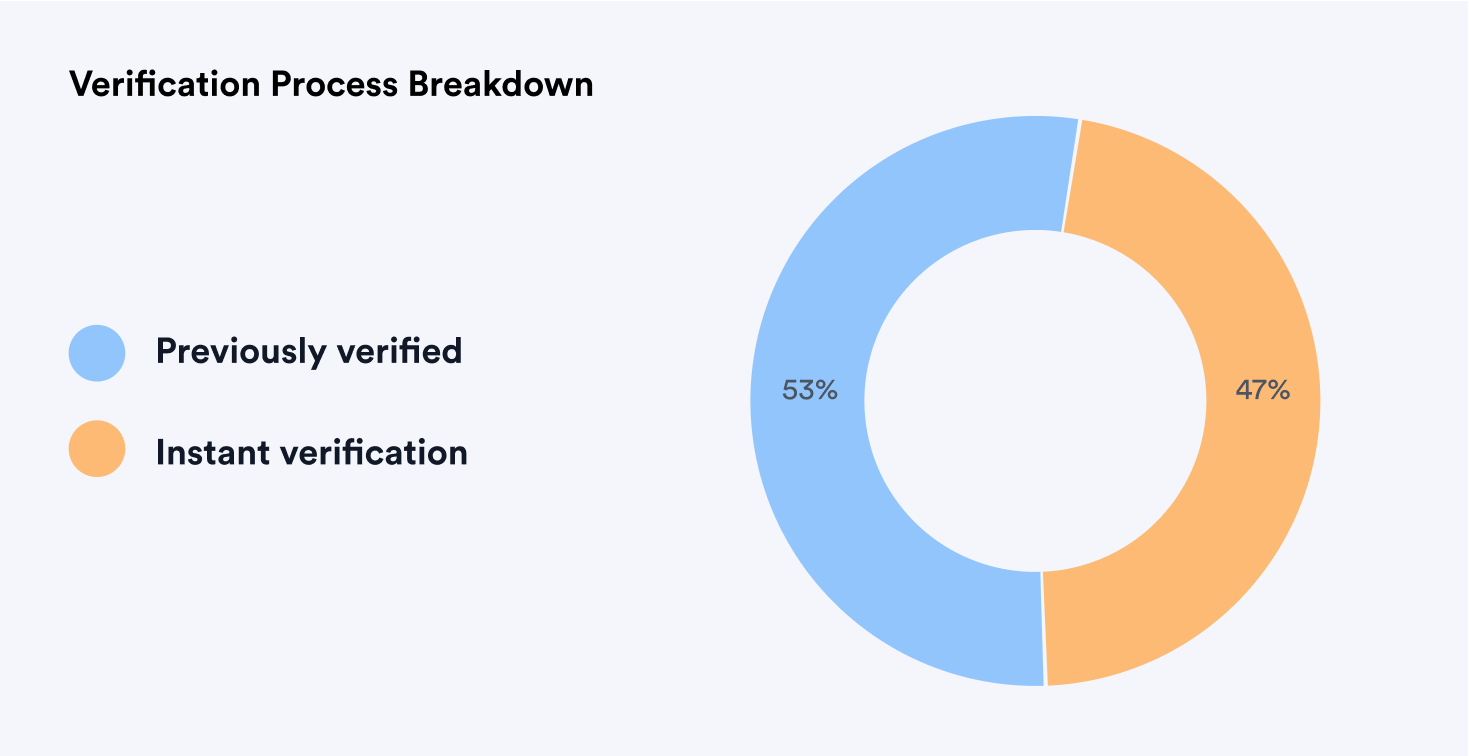 Verification Process Breakdown
Previously verified
Instant verification
53%
47%